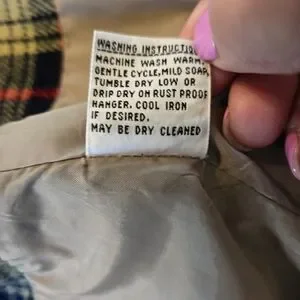 WASHING INSTRUCTION
MACHINE WASH WARM,
GENTLE CYCLE, MILD SOAP,
TUMBLE DRY LOW OR
DRIP DRY ON RUST PROOF
HANGER. COOL IRON
IF DESIRED.
MAY BE DRY CLEANED